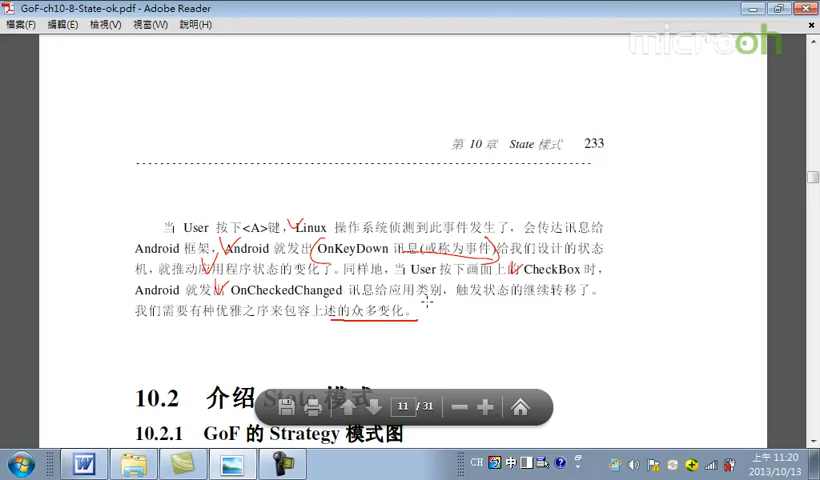 GoF-ch10-8-State-ok.pdf - Adobe Reader
檔案(F) 編輯(E) 檢視(V) 視窗(W) 說明(H)
microoh
第 10 章 State 樣式 233
当 User 按下<A>键，Linux 操作系统侦测到此事件发生了，会传达讯息给
Android 框架，Android 就发出 OnKeyDown 讯息(或称为事件)给我们设计的状态
机，就推动应用程序状态的变化了。同样地，当 User 按下画面上的 CheckBox 时，
Android 就发出 OnCheckedChanged 讯息给应用类别，触发状态的继续转移了。
我们需要有种优雅之序来包容上述的众多变化。
10.2 介绍 State 模式
11 / 31
10.2.1 GoF 的 Strategy 模式图
CH 中
上午 11:20
2013/10/13